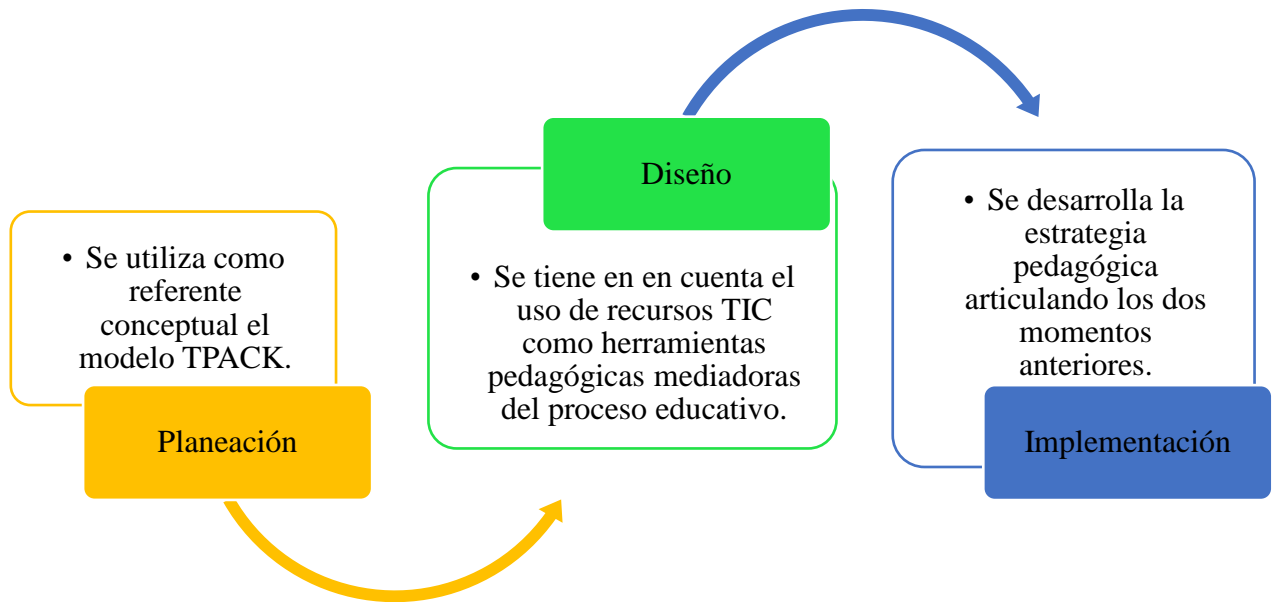 • Se utiliza como
referente
conceptual el
modelo TPACK.
Planeación
Diseño
• Se tiene en en cuenta el
uso de recursos TIC
como herramientas
pedagógicas mediadoras
del proceso educativo.
• Se desarrolla la
estrategia
pedagógica
articulando los dos
momentos
anteriores.
Implementación